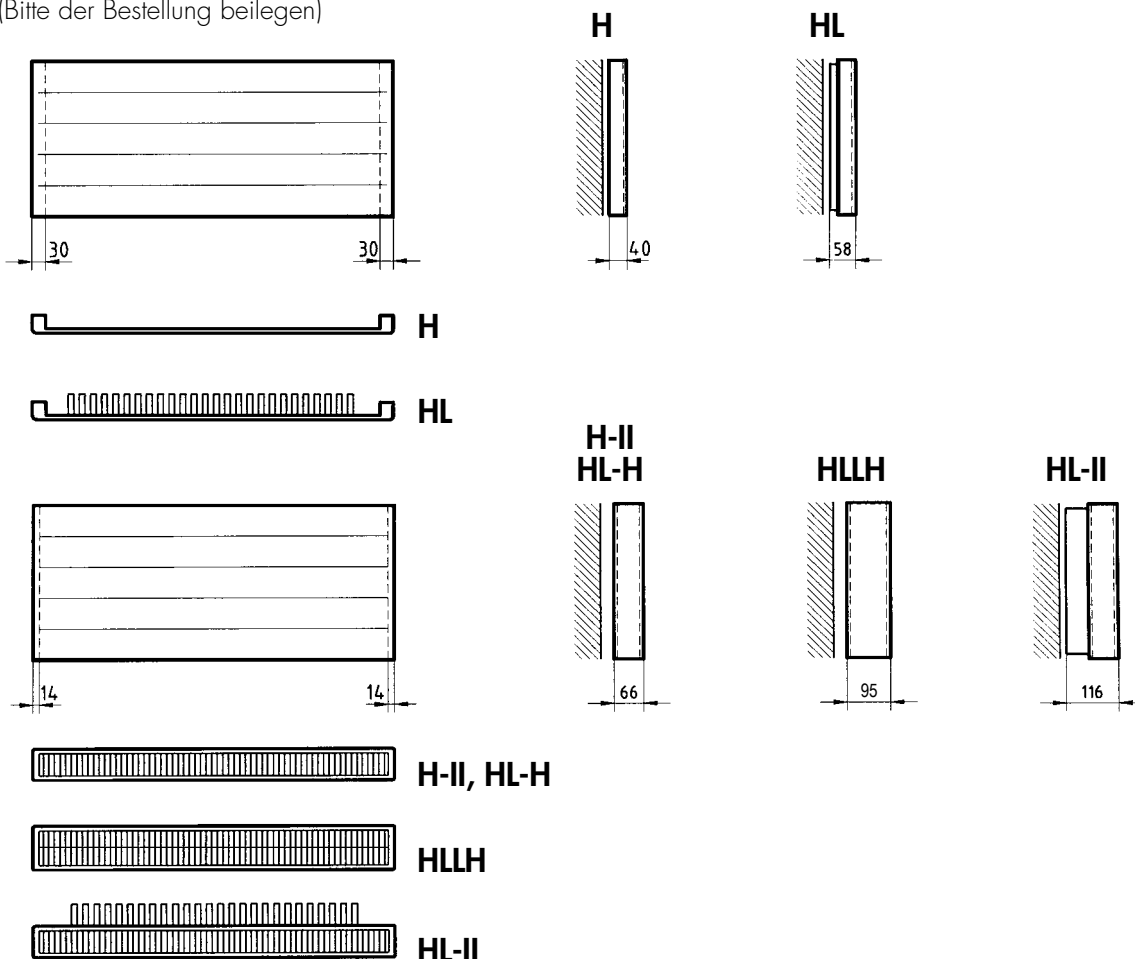 (Bitte der Bestellung beilegen)
H
HL
30
30
40
58
H
HL
H-II
HL-H
HLLH
HL-II
14
14
66
95
116
H-II, HL-H
HLLH
HL-II